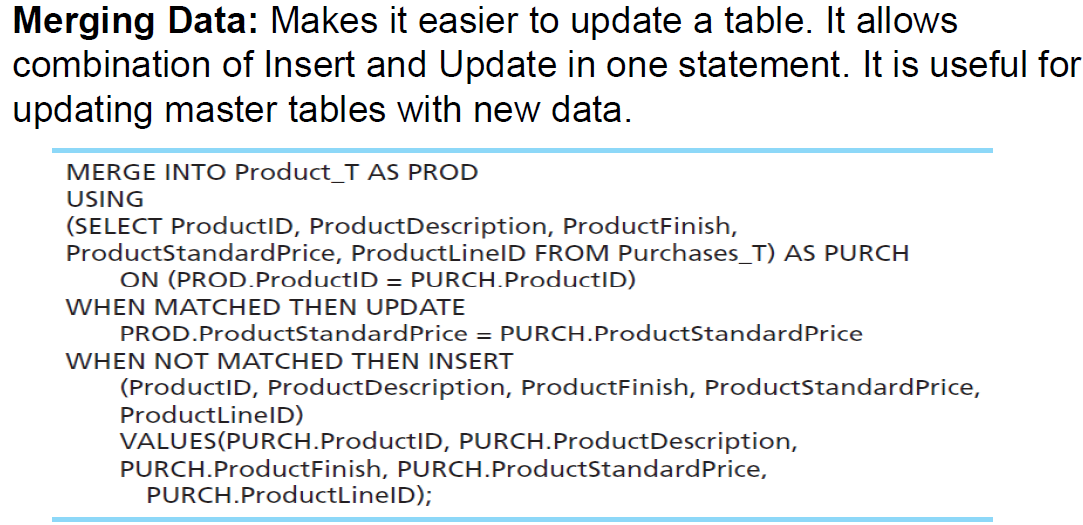 Merging Data: Makes it easier to update a table. It allows
combination of Insert and Update in one statement. It is useful for
updating master tables with new data.
MERGE INTO Product_T AS PROD
USING
(SELECT ProductID, ProductDescription, ProductFinish,
ProductStandardPrice, ProductLineID FROM Purchases_T) AS PURCH
ON (PROD.ProductID = PURCH.ProductID)
WHEN MATCHED THEN UPDATE
PROD.ProductStandardPrice = PURCH.ProductStandardPrice
WHEN NOT MATCHED THEN INSERT
(ProductID, ProductDescription, ProductFinish, ProductStandardPrice,
ProductLineID)
VALUES(PURCH.ProductID, PURCH.ProductDescription,
PURCH.ProductFinish, PURCH.ProductStandardPrice,
PURCH.ProductLineID);